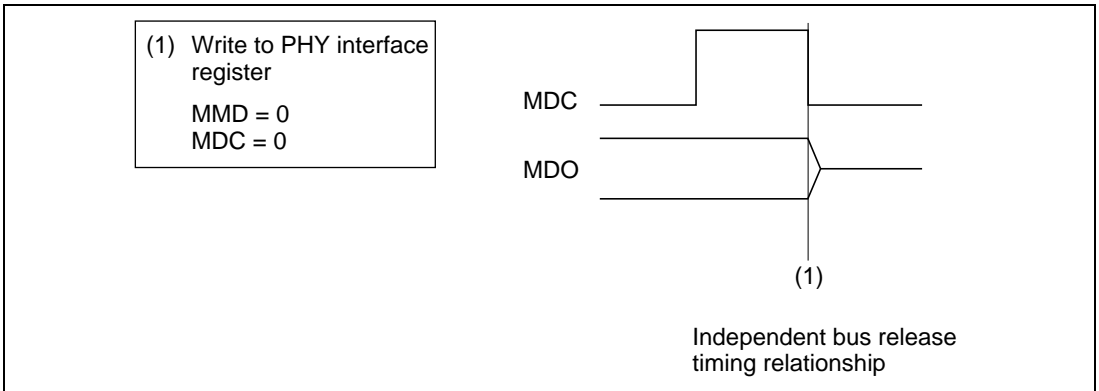 (1) Write to PHY interface
register
MMD = 0
MDC = 0
MDC
MDO
(1)
Independent bus release
timing relationship